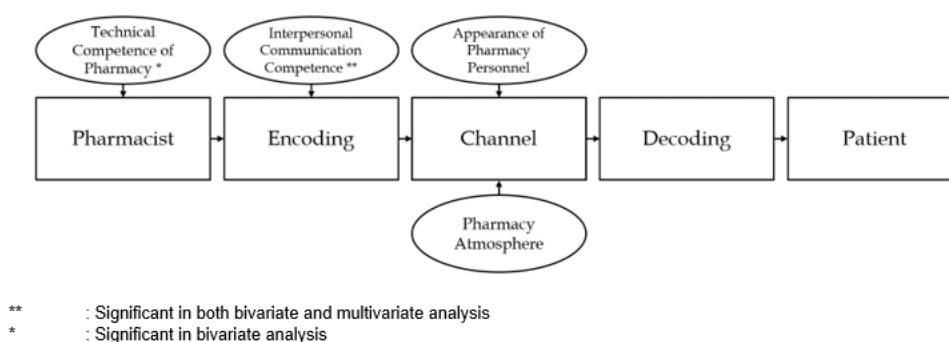 Technical
Competence of
Pharmacy *
Interpersonal
Communication
Competence **
Appearance of
Pharmacy
Personnel
Pharmacist
Encoding
Channel
Decoding
Patient
Pharmacy
Atmosphere
** : Significant in both bivariate and multivariate analysis
* : Significant in bivariate analysis